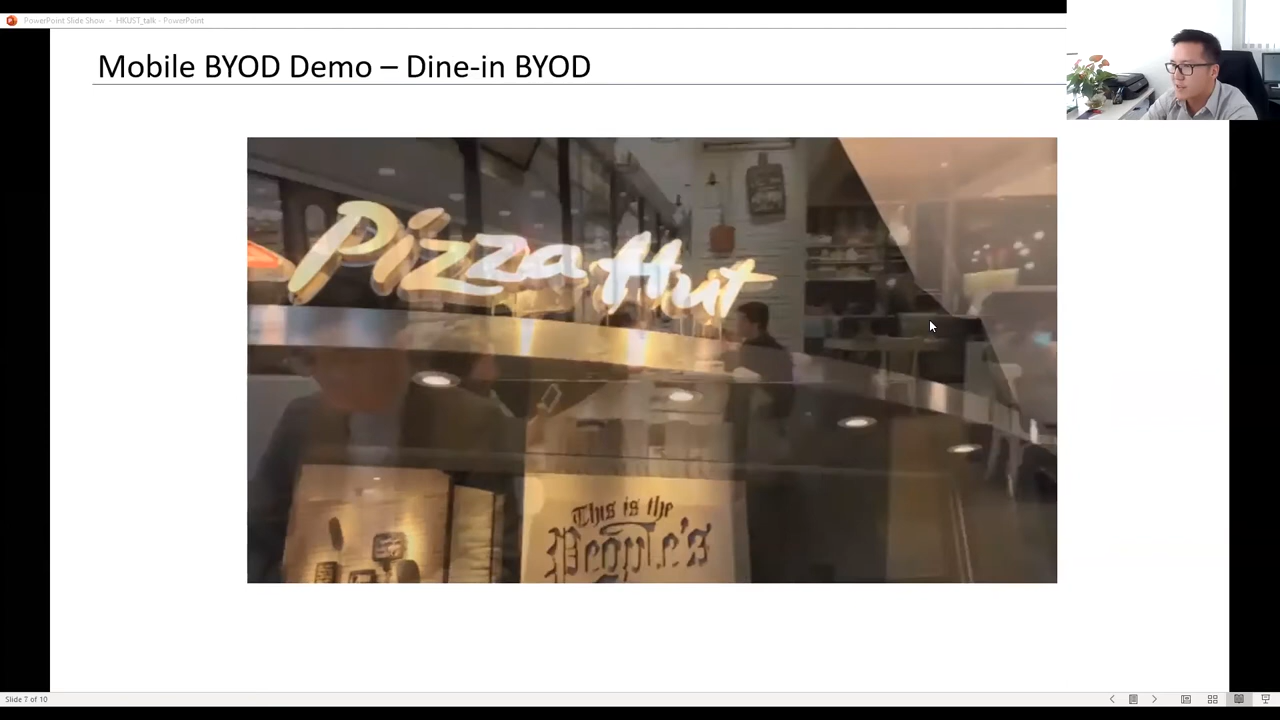 PowerPoint Slide Show - HKUST_talk - PowerPoint
Mobile BYOD Demo – Dine-in BYOD
Pizza Hut
This is the
People's
Slide 7 of 10